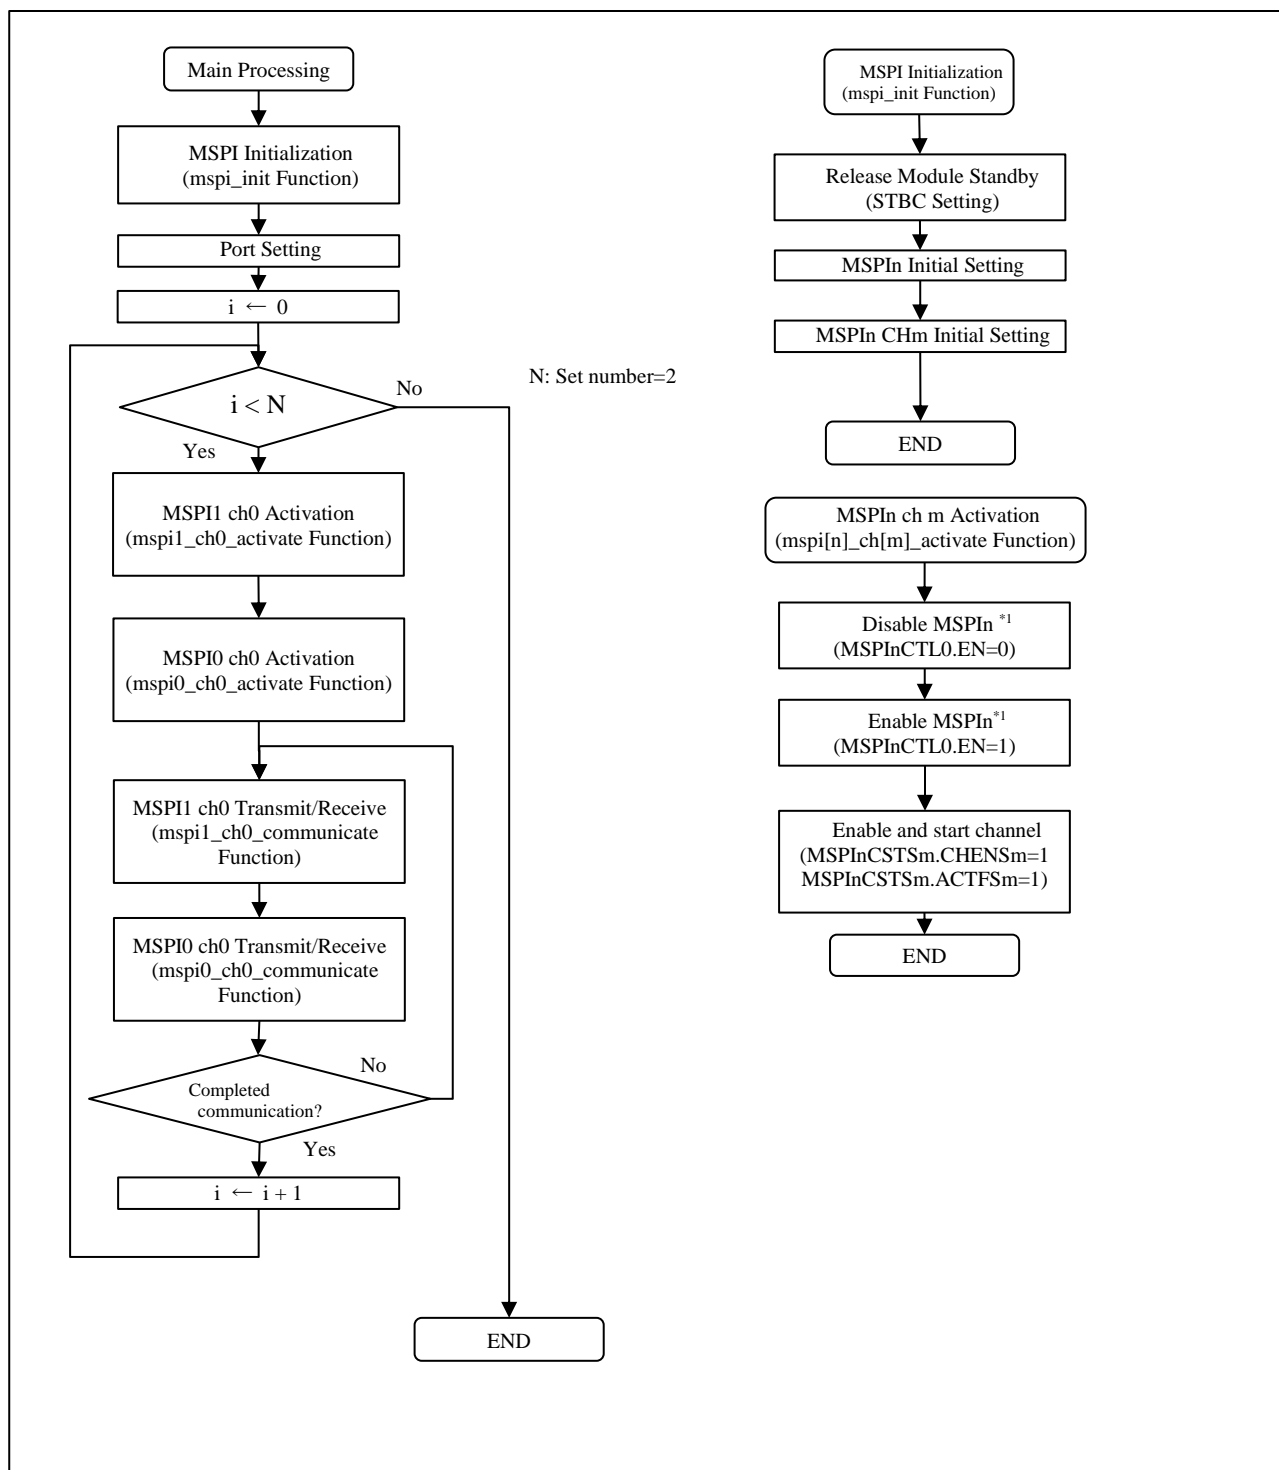 Main Processing
MSPI Initialization
(mspi_init Function)
Port Setting
i ← 0
i < N
No
Yes
N: Set number=2
MSPI1 ch0 Activation
(mspi1_ch0_activate Function)
MSPI0 ch0 Activation
(mspi0_ch0_activate Function)
MSPI1 ch0 Transmit/Receive
(mspi1_ch0_communicate
Function)
MSPI0 ch0 Transmit/Receive
(mspi0_ch0_communicate
Function)
No
Completed
communication?
Yes
i ← i + 1
END
MSPI Initialization
(mspi_init Function)
Release Module Standby
(STBC Setting)
MSPIn Initial Setting
MSPIn CHm Initial Setting
END
MSPIn ch m Activation
(mspi[n]_ch[m]_activate Function)
Disable MSPIn *1
(MSPInCTL0.EN=0)
Enable MSPIn*1
(MSPInCTL0.EN=1)
Enable and start channel
(MSPInCSTSm.CHENSm=1
MSPInCSTSm.ACTFSm=1)
END